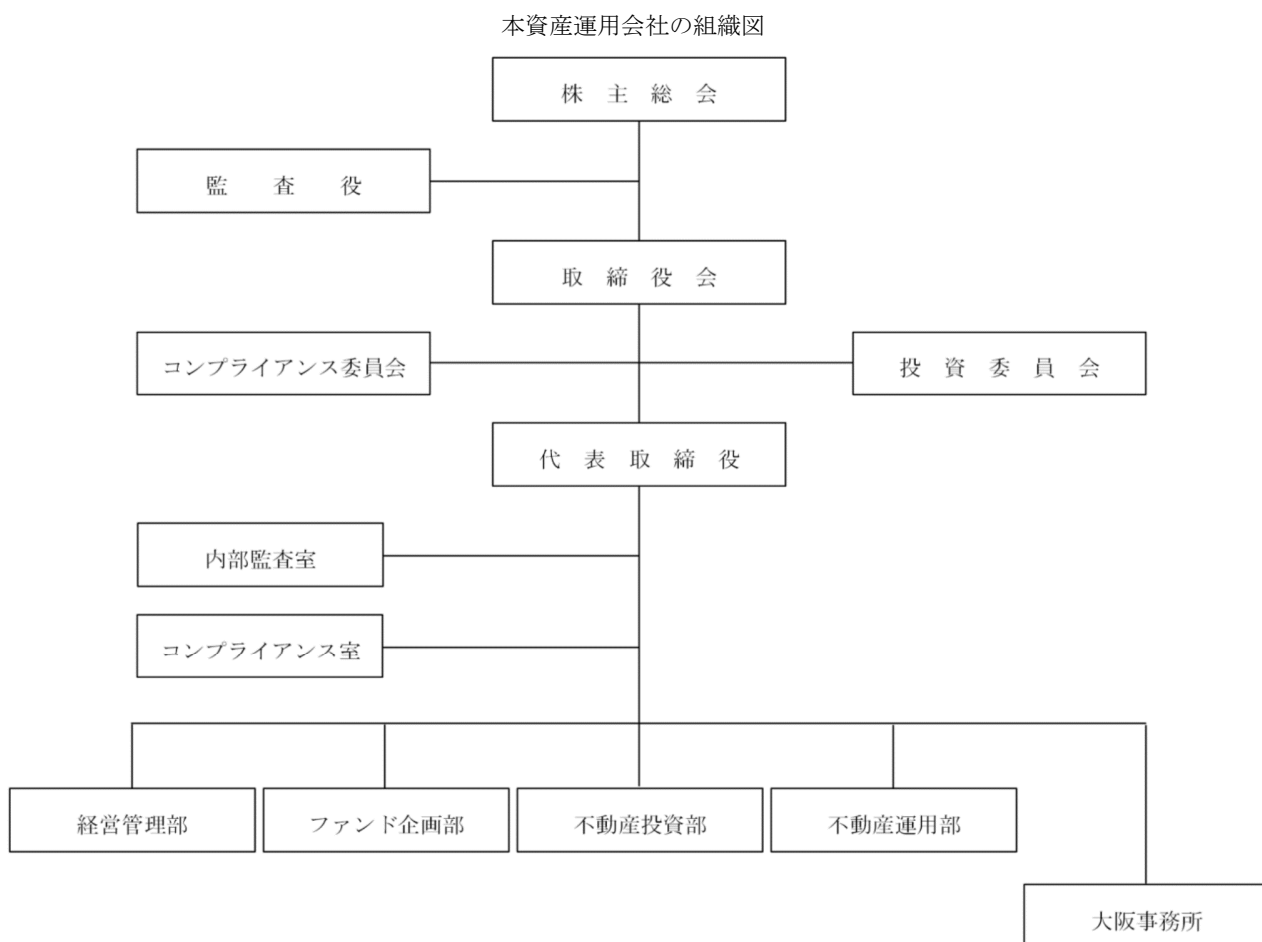 本資産運用会社の組織図
株主総会
監査役
取締役会
コンプライアンス委員会
投資委員会
代表取締役
内部監査室
コンプライアンス室
経営管理部
ファンド企画部
不動産投資部
不動産運用部
大阪事務所